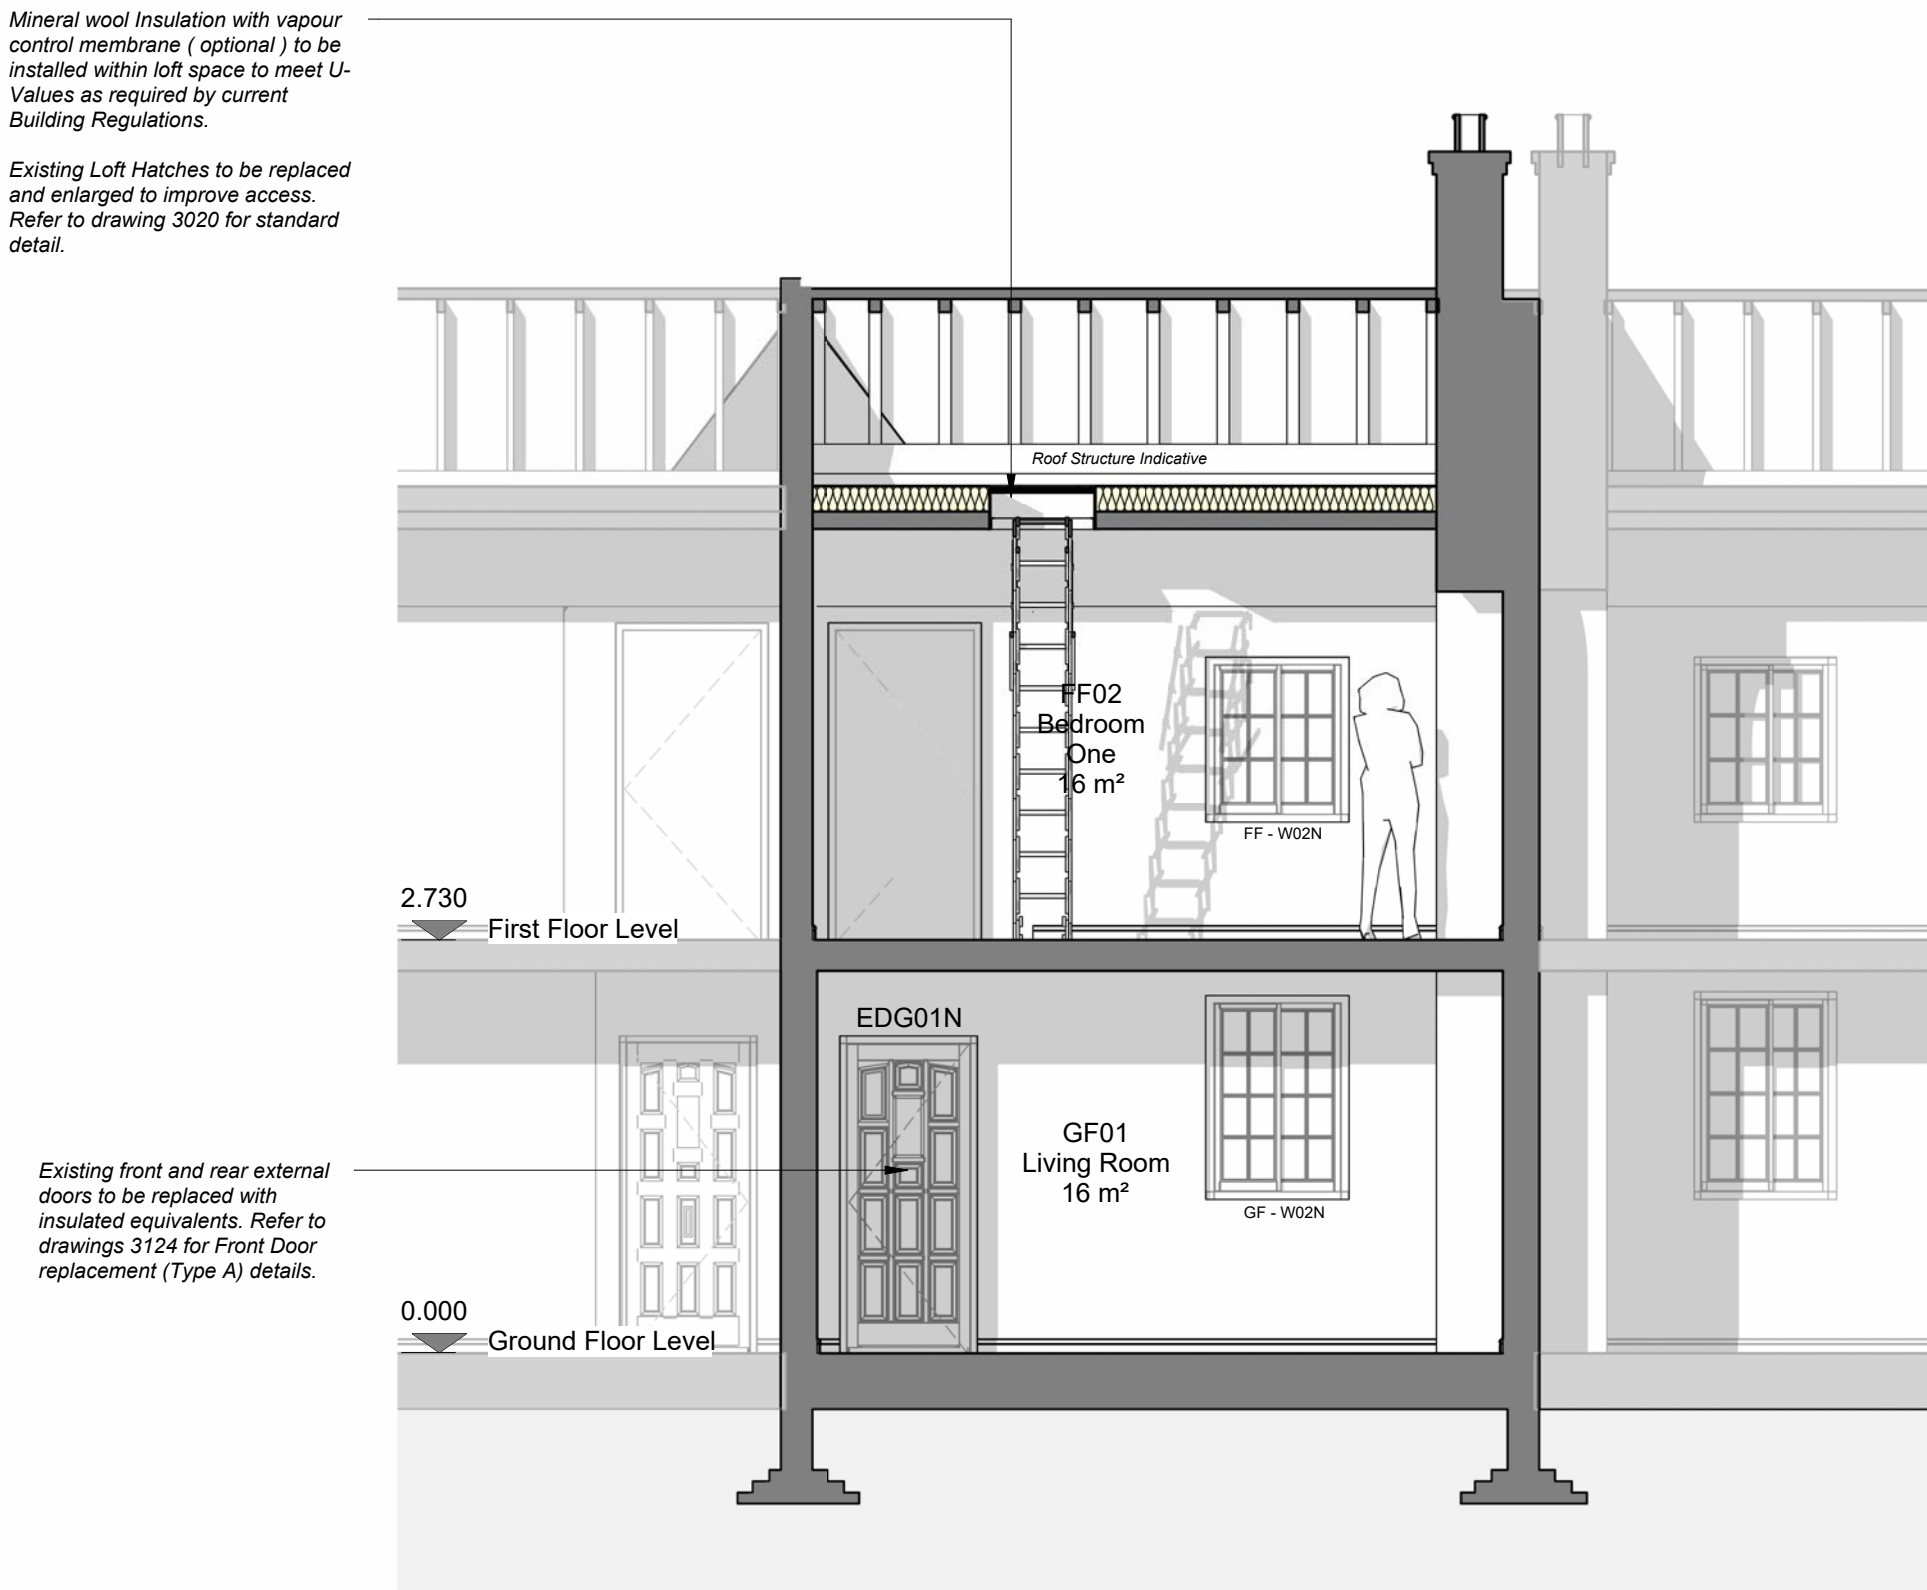 Mineral wool Insulation with vapour
control membrane ( optional ) to be
installed within loft space to meet U-
Values as required by current
Building Regulations.
Existing Loft Hatches to be replaced
and enlarged to improve access.
Refer to drawing 3020 for standard
detail.
Roof Structure Indicative
FF02
Bedroom
One
16 m²
FF - W02N
2.730
First Floor Level
EDG01N
GF01
Living Room
16 m²
GF - W02N
Existing front and rear external
doors to be replaced with
insulated equivalents. Refer to
drawings 3124 for Front Door
replacement (Type A) details.
0.000
Ground Floor Level